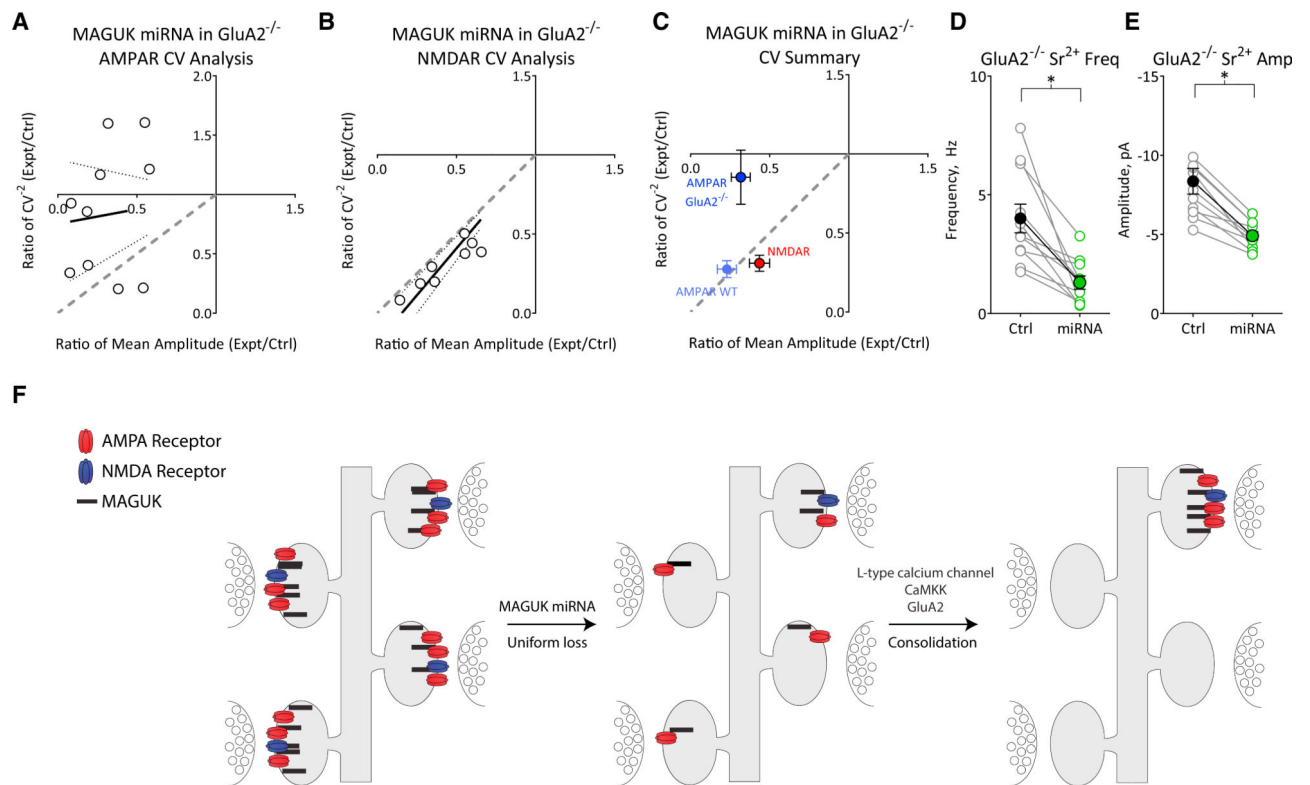 A
MAGUK miRNA in GluA2-/-
AMPAR CV Analysis
2.0
1.5
0.5
1.5
0.5
0.0
Ratio of CV-2 (Expt/Ctrl)
Ratio of Mean Amplitude (Expt/Ctrl)
B
MAGUK miRNA in GluA2-/-
NMDAR CV Analysis
1.5
0.5
1.5
0.5
0.0
Ratio of CV-2 (Expt/Ctrl)
Ratio of Mean Amplitude (Expt/Ctrl)
C
MAGUK miRNA in GluA2-/-
CV Summary
1.5
0.5
1.5
AMPAR
GluA2-/-
NMDAR
AMPAR WT
0.5
0.0
Ratio of CV-2 (Expt/Ctrl)
Ratio of Mean Amplitude (Expt/Ctrl)
D
GluA2-/- Sr2+ Freq
*
10
5
0
Frequency, Hz
Ctrl
miRNA
E
GluA2-/- Sr2+ Amp
*
-15
-10
-5
0
Amplitude, pA
Ctrl
miRNA
F
AMPA Receptor
NMDA Receptor
MAGUK
MAGUK miRNA
Uniform loss
L-type calcium channel
CaMKK
GluA2
Consolidation